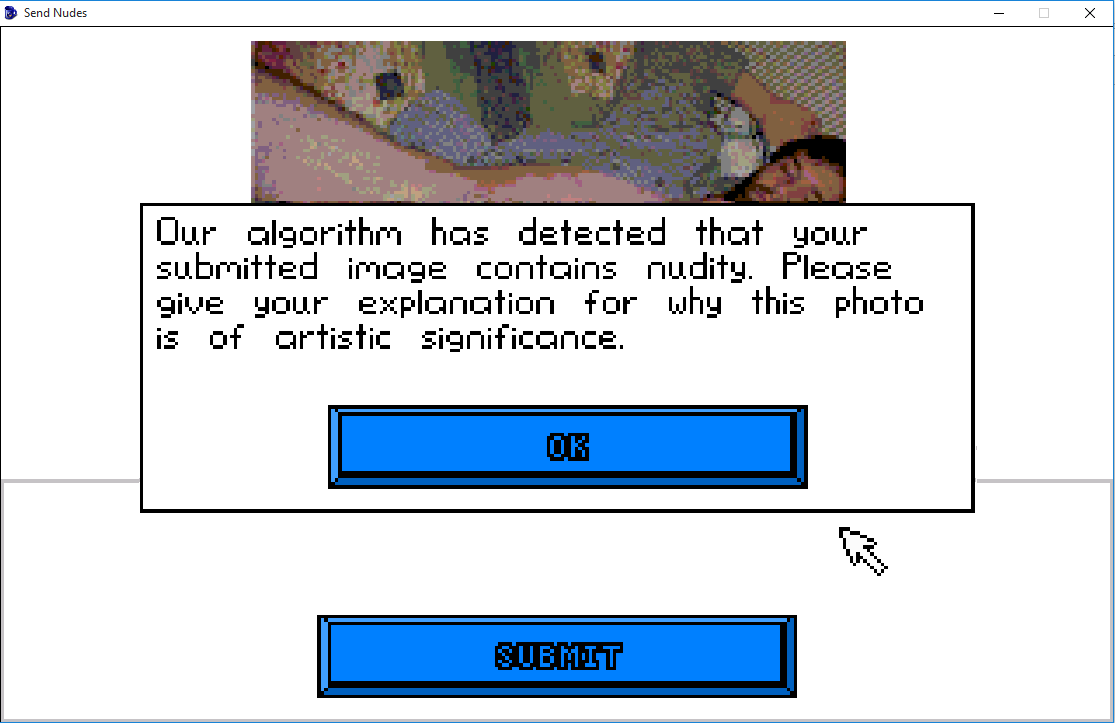 Send Nudes
Our algorithm has detected that your
submitted image contains nudity. Please
give your explanation for why this photo
is of artistic significance.
OK
SUBMIT